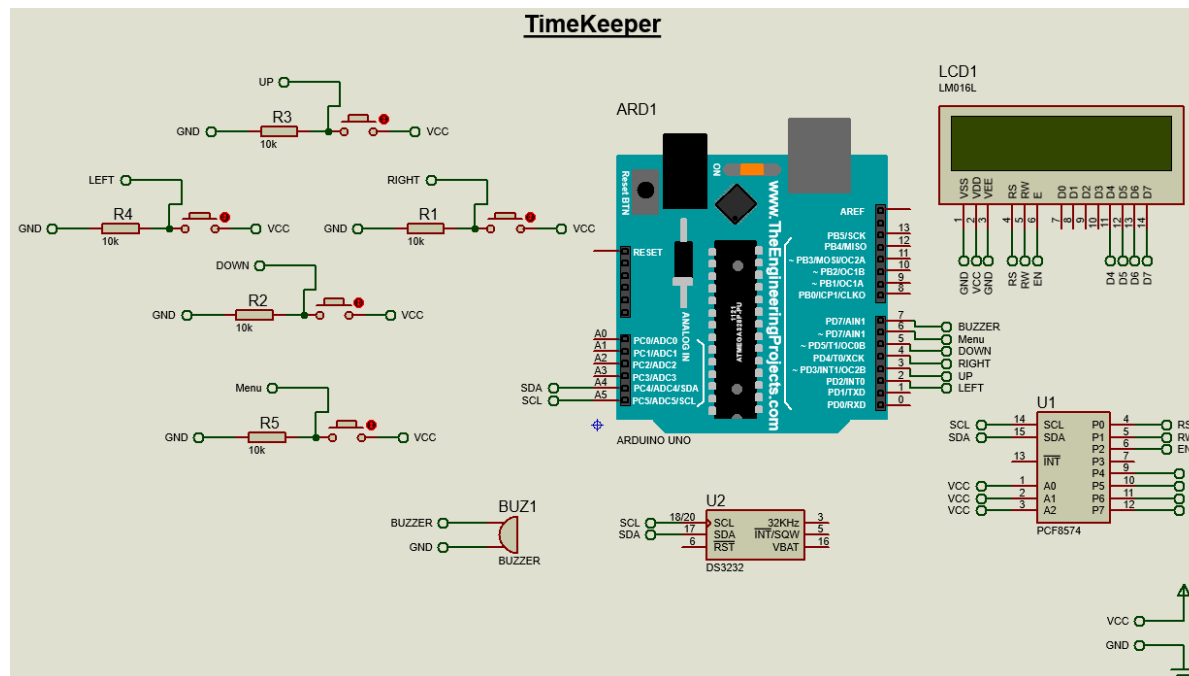 TimeKeeper
UP
R3
GND
VCC
10k
LEFT
R4
GND
VCC
10k
RIGHT
R1
GND
VCC
10k
DOWN
R2
GND
VCC
10k
Menu
R5
GND
VCC
10k
BUZ1
BUZZER
GND
BUZZER
ARD1
ON
Reset BTN
www.TheEngineeringProjects.com
RESET
ANALOG IN
A0 PC0/ADC0
A1 PC1/ADC1
A2 PC2/ADC2
A3 PC3/ADC3
SDA A4 PC4/ADC4/SDA
SCL A5 PC5/ADC5/SCL
AREF
PB5/SCK 13
PB4/MISO 12
~ PB3/MOSI/OC2A 11
~ PB2/OC1B 10
~ PB1/OC1A 9
PB0/ICP1/CLKO 8
PD7/AIN1 7 BUZZER
~ PD7/AIN1 6 Menu
~ PD5/T1/OC0B 5 DOWN
PD4/T0/XCK 4 RIGHT
~ PD3/INT1/OC2B 3 UP
PD2/INT0 2 LEFT
PD1/TXD 1
PD0/RXD 0
ARDUINO UNO
LCD1
LM016L
VSS VDD VEE RS RW E D0 D1 D2 D3 D4 D5 D6 D7
1 2 3 4 5 6 7 8 9 10 11 12 13 14
GND VCC GND RS RW EN D4 D5 D6 D7
U1
SCL 14 SCL P0 4 RS
SDA 15 SDA P1 5 RW
P2 6 EN
13 INT P3 7
P4 9
VCC 1 A0 P5 10
VCC 2 A1 P6 11
VCC 3 A2 P7 12
PCF8574
U2
SCL 18/20 SCL 32KHz 3
SDA 17 SDA INT/SQW 5
6 RST VBAT 16
DS3232
VCC
GND